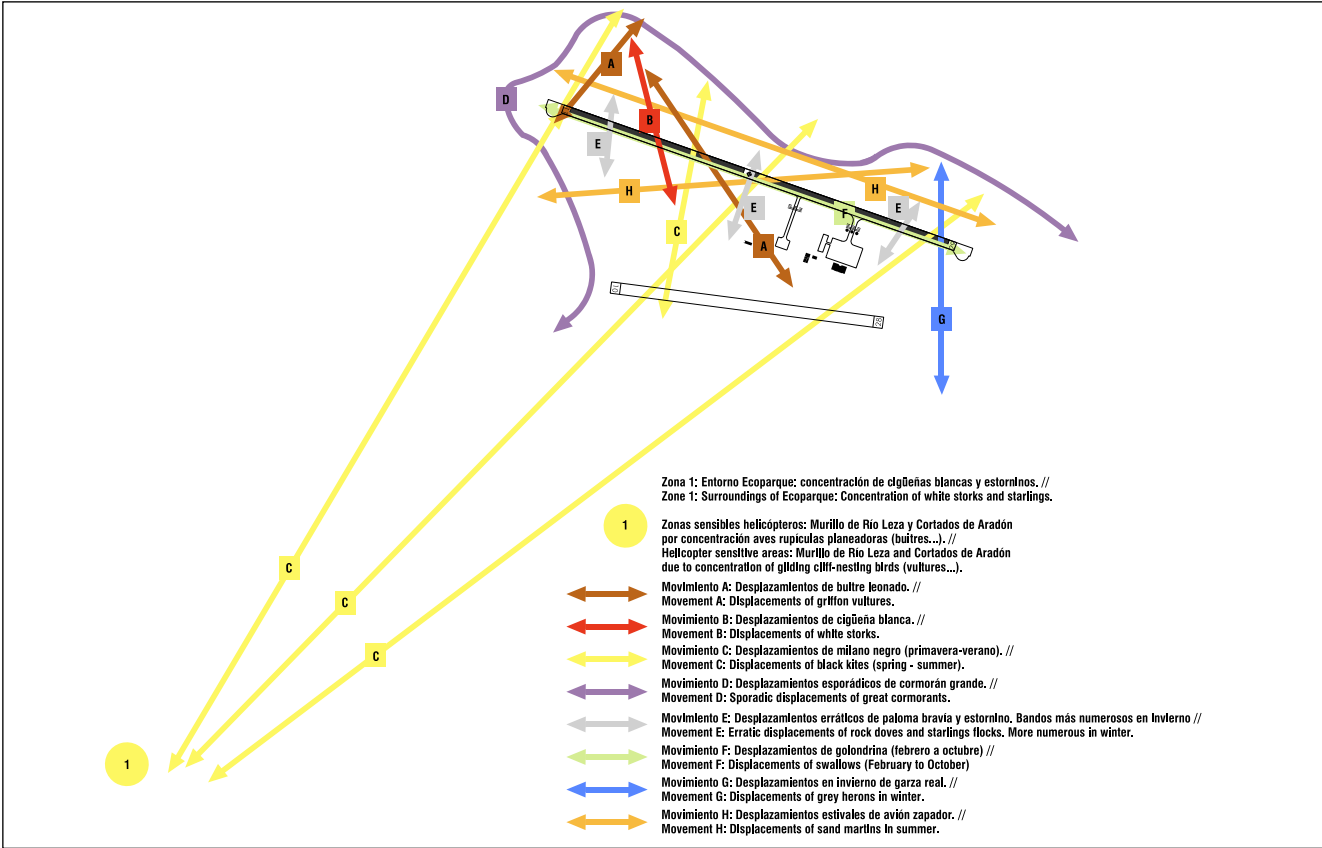 A
D
B
E
H
H
E
F
E
C
A
01
28
G
C
C
C
1
Zona 1: Entorno Ecoparque: concentración de cigüeñas blancas y estorninos. //
Zone 1: Surroundings of Ecoparque: Concentration of white storks and starlings.
1
Zonas sensibles helicópteros: Murillo de Río Leza y Cortados de Aradón
por concentración aves rupículas planeadoras (buitres...). //
Helicopter sensitive areas: Murillo de Río Leza and Cortados de Aradón
due to concentration of gliding cliff-nesting birds (vultures...).
Movimiento A: Desplazamientos de buitre leonado. //
Movement A: Displacements of griffon vultures.
Movimiento B: Desplazamientos de cigüeña blanca. //
Movement B: Displacements of white storks.
Movimiento C: Desplazamientos de milano negro (primavera-verano). //
Movement C: Displacements of black kites (spring - summer).
Movimiento D: Desplazamientos esporádicos de cormorán grande. //
Movement D: Sporadic displacements of great cormorants.
Movimiento E: Desplazamientos erráticos de paloma bravía y estornino. Bandos más numerosos en invierno //
Movement E: Erratic displacements of rock doves and starlings flocks. More numerous in winter.
Movimiento F: Desplazamientos de golondrina (febrero a octubre) //
Movement F: Displacements of swallows (February to October)
Movimiento G: Desplazamientos en invierno de garza real. //
Movement G: Displacements of grey herons in winter.
Movimiento H: Desplazamientos estivales de avión zapador. //
Movement H: Displacements of sand martins in summer.